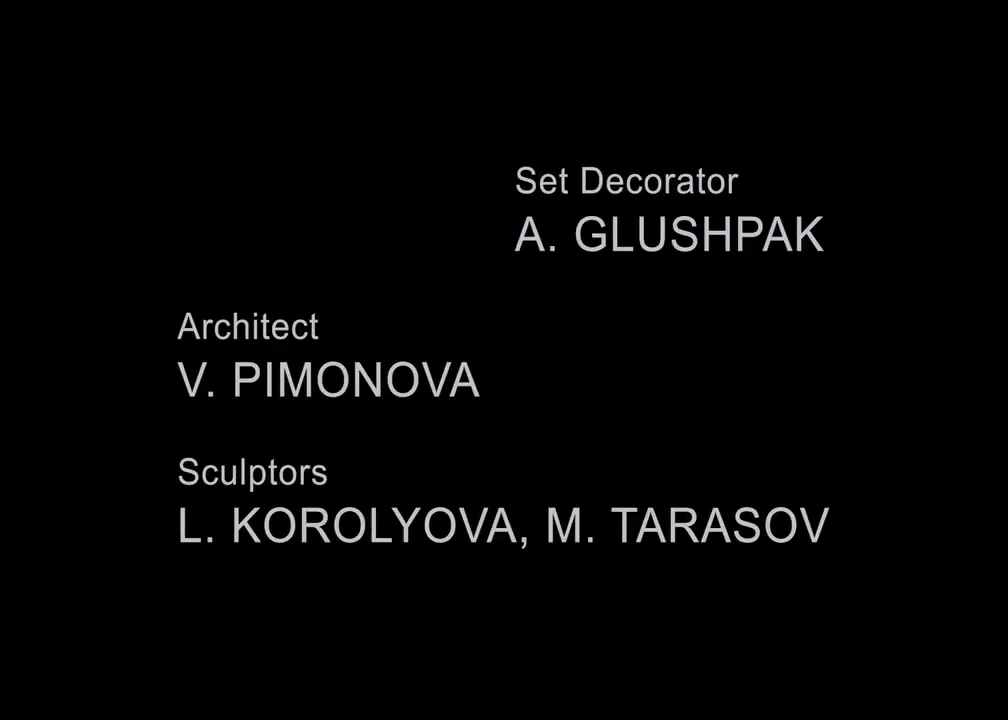 Set Decorator
A. GLUSHPAK
Architect
V. PIMONOVA
Sculptors
L. KOROLYOVA, M. TARASOV